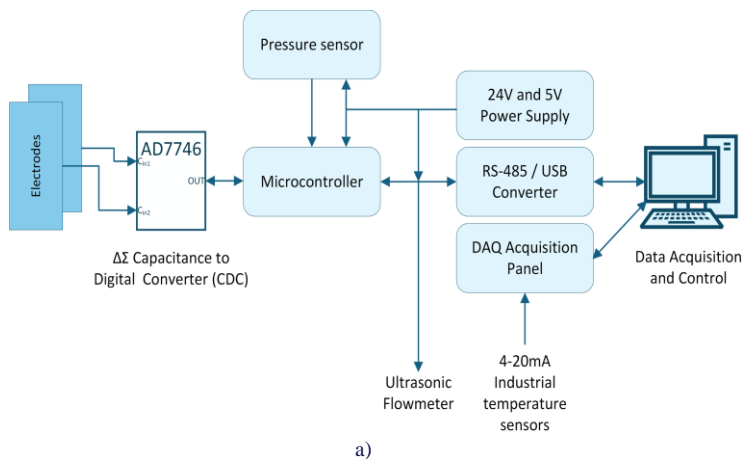 Pressure sensor
24V and 5V
Power Supply
Electrodes
AD7746
Cin1
OUT
Cin2
Microcontroller
RS-485 / USB
Converter
DAQ Acquisition
Panel
ΔΣ Capacitance to
Digital Converter (CDC)
Data Acquisition
and Control
Ultrasonic
Flowmeter
4-20mA
Industrial
temperature
sensors
a)